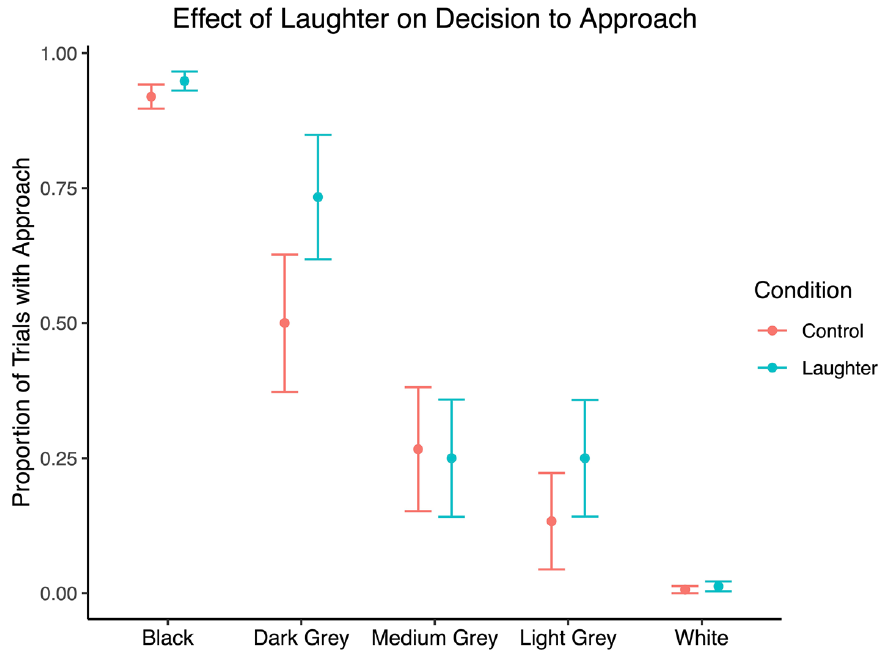 Effect of Laughter on Decision to Approach
Proportion of Trials with Approach
1.00
0.75
0.50
0.25
0.00
Black Dark Grey Medium Grey Light Grey White
Condition
Control
Laughter